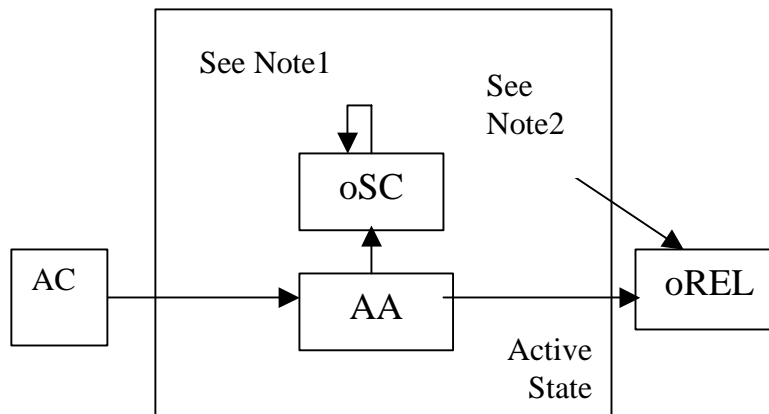 See Note1
See
Note2
oSC
AC
AA
oREL
Active
State